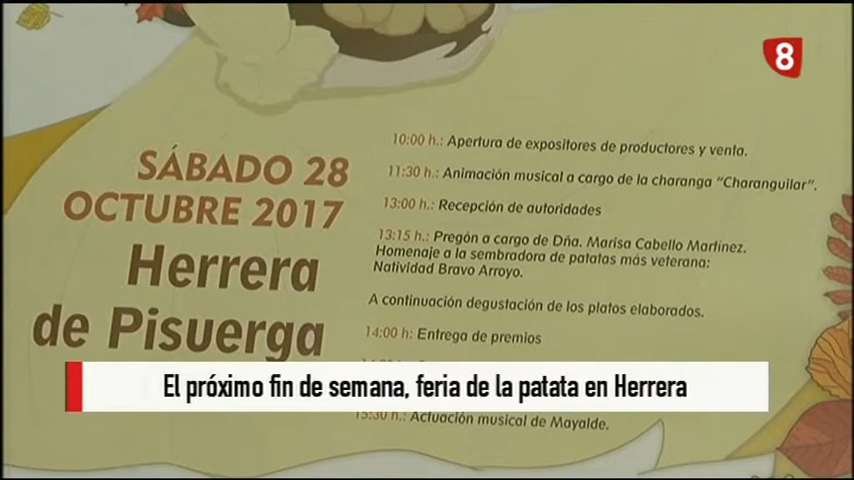 8
SÁBADO 28
OCTUBRE 2017
Herrera
de Pisuerga
10:00 h.: Apertura de expositores de productores y venta.
11:30 h.: Animación musical a cargo de la charanga "Charanguilar".
13:00 h.: Recepción de autoridades
13:15 h.: Pregón a cargo de Dña. Marisa Cabello Martínez.
Homenaje a la sembradora de patatas más veterana:
Natividad Bravo Arroyo.
A continuación degustación de los platos elaborados.
14:00 h: Entrega de premios
El próximo fin de semana, feria de la patata en Herrera
15:30 h.: Actuación musical de Mayalde.